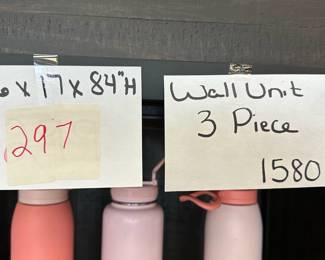 x 17 x 84"H
297
Wall Unit
3 Piece
1580